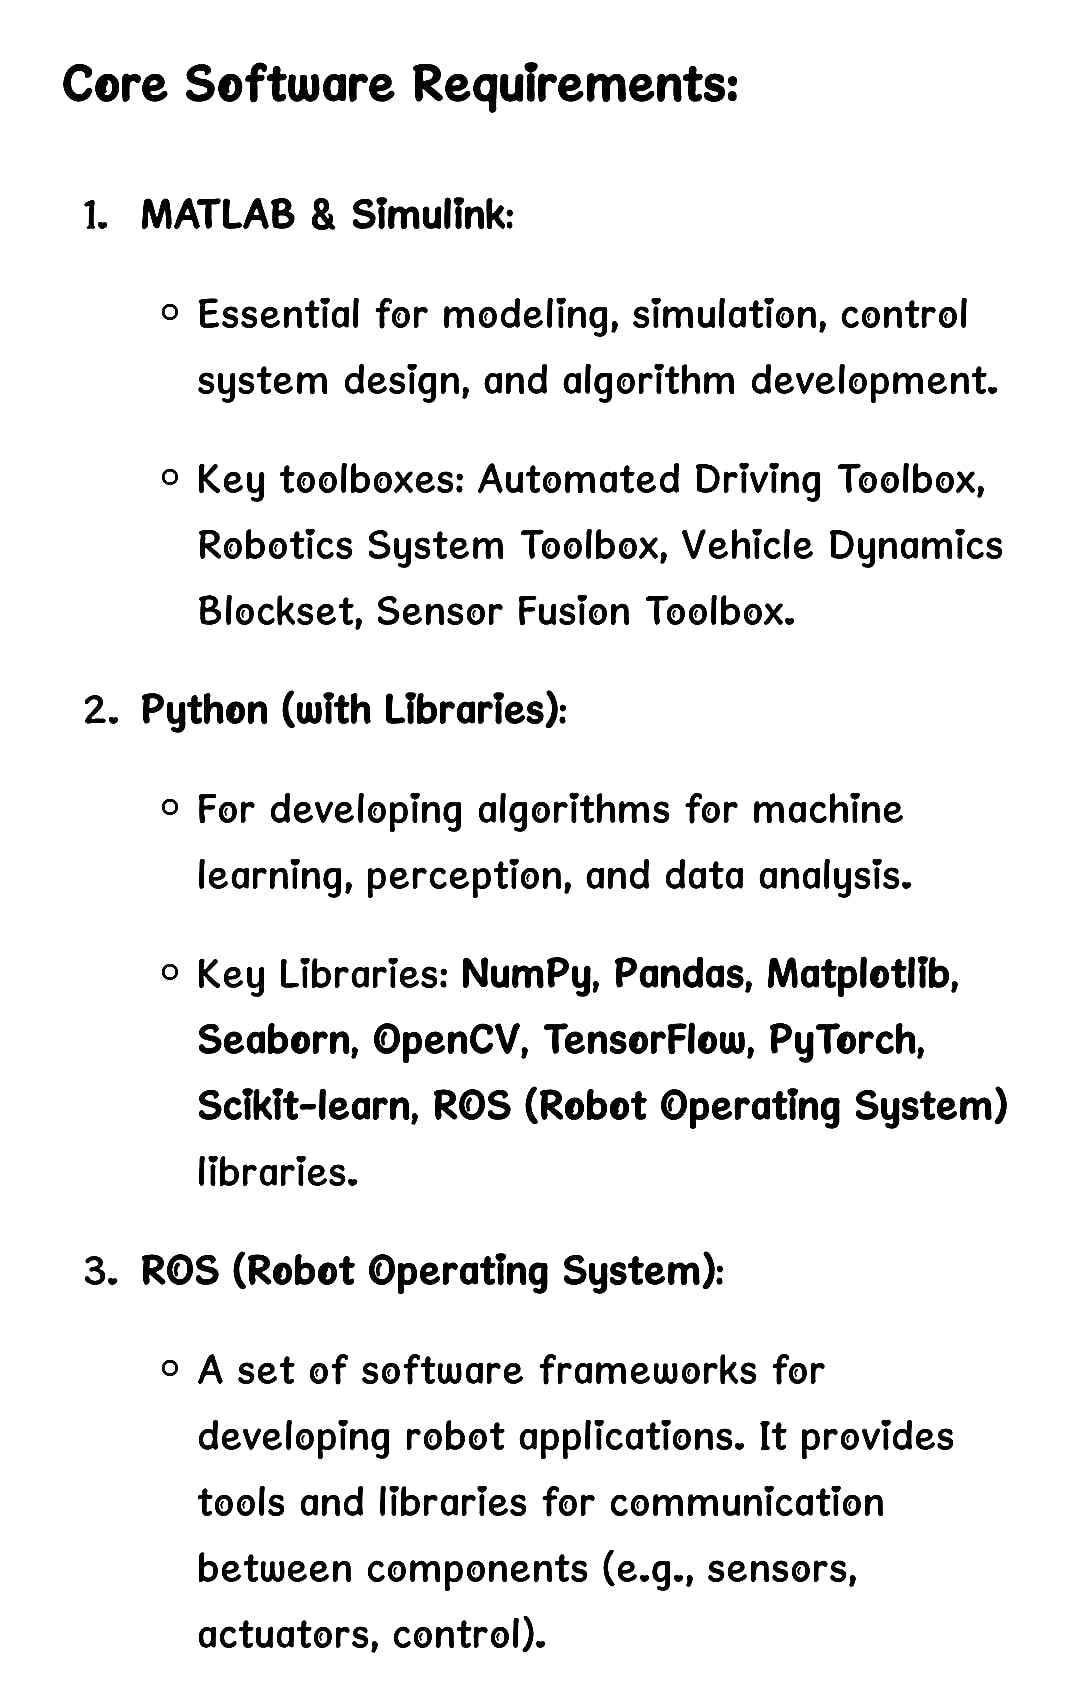 Core Software Requirements:
1. MATLAB & Simulink:
○ Essential for modeling, simulation, control
system design, and algorithm development.
○ Key toolboxes: Automated Driving Toolbox,
Robotics System Toolbox, Vehicle Dynamics
Blockset, Sensor Fusion Toolbox.
2. Python (with Libraries):
○ For developing algorithms for machine
learning, perception, and data analysis.
○ Key Libraries: NumPy, Pandas, Matplotlib,
Seaborn, OpenCV, TensorFlow, PyTorch,
Scikit-learn, ROS (Robot Operating System)
libraries.
3. ROS (Robot Operating System):
○ A set of software frameworks for
developing robot applications. It provides
tools and libraries for communication
between components (e.g., sensors,
actuators, control).